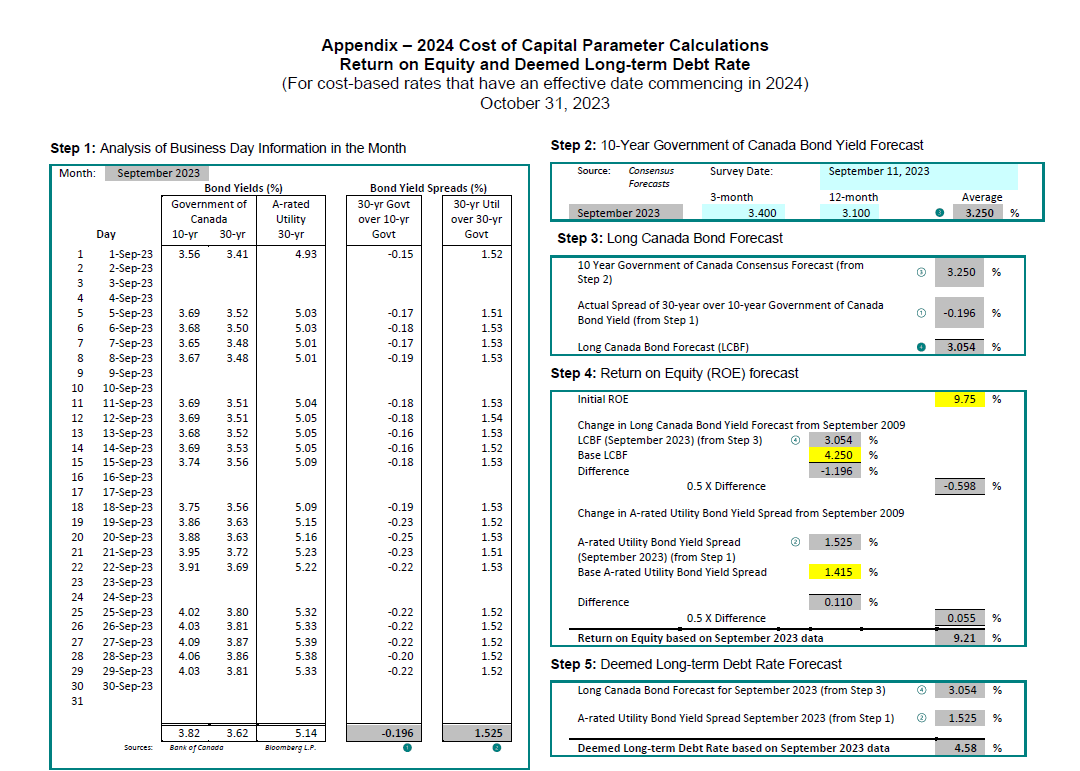 Appendix – 2024 Cost of Capital Parameter Calculations
Return on Equity and Deemed Long-term Debt Rate
(For cost-based rates that have an effective date commencing in 2024)
October 31, 2023
Step 1: Analysis of Business Day Information in the Month
Month: September 2023
Bond Yields (%) Bond Yield Spreads (%)
Government of Canada A-rated Utility 30-yr Govt over 10-yr Govt 30-yr Util over 30-yr Govt
Day 10-yr 30-yr 30-yr
1 1-Sep-23 3.56 3.41 4.93 -0.15 1.52
2 2-Sep-23
3 3-Sep-23
4 4-Sep-23
5 5-Sep-23 3.69 3.52 5.03 -0.17 1.51
6 6-Sep-23 3.68 3.50 5.03 -0.18 1.53
7 7-Sep-23 3.65 3.48 5.01 -0.17 1.53
8 8-Sep-23 3.67 3.48 5.01 -0.19 1.53
9 9-Sep-23
10 10-Sep-23
11 11-Sep-23 3.69 3.51 5.04 -0.18 1.53
12 12-Sep-23 3.69 3.51 5.05 -0.18 1.54
13 13-Sep-23 3.68 3.52 5.05 -0.16 1.53
14 14-Sep-23 3.69 3.53 5.05 -0.16 1.52
15 15-Sep-23 3.74 3.56 5.09 -0.18 1.53
16 16-Sep-23
17 17-Sep-23
18 18-Sep-23 3.75 3.56 5.09 -0.19 1.53
19 19-Sep-23 3.86 3.63 5.15 -0.23 1.52
20 20-Sep-23 3.88 3.63 5.16 -0.25 1.53
21 21-Sep-23 3.95 3.72 5.23 -0.23 1.51
22 22-Sep-23 3.91 3.69 5.22 -0.22 1.53
23 23-Sep-23
24 24-Sep-23
25 25-Sep-23 4.02 3.80 5.32 -0.22 1.52
26 26-Sep-23 4.03 3.81 5.33 -0.22 1.52
27 27-Sep-23 4.09 3.87 5.39 -0.22 1.52
28 28-Sep-23 4.06 3.86 5.38 -0.20 1.52
29 29-Sep-23 4.03 3.81 5.33 -0.22 1.52
30 30-Sep-23
31
3.82 3.62 5.14 -0.196 1.525
Sources: Bank of Canada Bloomberg L.P. ① ②
Step 2: 10-Year Government of Canada Bond Yield Forecast
Source: Consensus Forecasts Survey Date: September 11, 2023
3-month 12-month Average
September 2023 3.400 3.100 ③ 3.250 %
Step 3: Long Canada Bond Forecast
10 Year Government of Canada Consensus Forecast (from
Step 2) ③ 3.250 %
Actual Spread of 30-year over 10-year Government of Canada
Bond Yield (from Step 1) ① -0.196 %
Long Canada Bond Forecast (LCBF) ④ 3.054 %
Step 4: Return on Equity (ROE) forecast
Initial ROE 9.75 %
Change in Long Canada Bond Yield Forecast from September 2009
LCBF (September 2023) (from Step 3) ④ 3.054 %
Base LCBF 4.250 %
Difference -1.196 %
0.5 X Difference -0.598 %
Change in A-rated Utility Bond Yield Spread from September 2009
A-rated Utility Bond Yield Spread ② 1.525 %
(September 2023) (from Step 1)
Base A-rated Utility Bond Yield Spread 1.415 %
Difference 0.110 %
0.5 X Difference 0.055 %
Return on Equity based on September 2023 data 9.21 %
Step 5: Deemed Long-term Debt Rate Forecast
Long Canada Bond Forecast for September 2023 (from Step 3) ④ 3.054 %
A-rated Utility Bond Yield Spread September 2023 (from Step 1) ② 1.525 %
Deemed Long-term Debt Rate based on September 2023 data 4.58 %